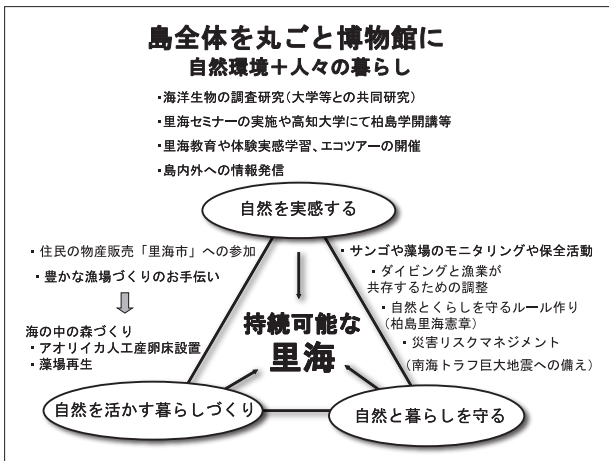 島全体を丸ごと博物館に
自然環境＋人々の暮らし
・海洋生物の調査研究（大学等との共同研究）
・里海セミナーの実施や高知大学にて柏島学開講等
・里海教育や体験実感学習、エコツアーの開催
・島内外への情報発信
自然を実感する
・住民の物産販売「里海市」への参加
・豊かな漁場づくりのお手伝い
海の中の森づくり
・アオリイカ人工産卵床設置
・藻場再生
・サンゴや藻場のモニタリングや保全活動
・ダイビングと漁業が
共存するための調整
・自然とくらしを守るルール作り
（柏島里海憲章）
・災害リスクマネジメント
（南海トラフ巨大地震への備え）
持続可能な
里海
自然を活かす暮らしづくり
自然と暮らしを守る